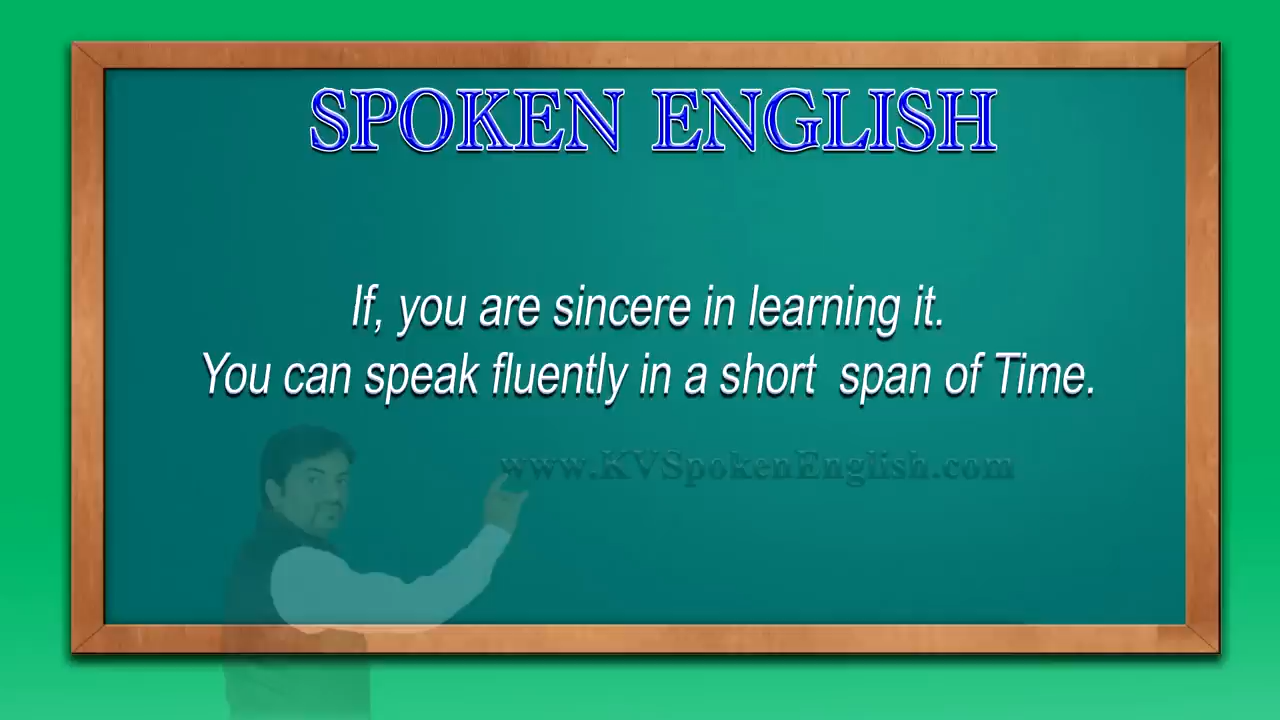 SPOKEN ENGLISH
If, you are sincere in learning it.
You can speak fluently in a short span of Time.
www.KVSpokenEnglish.com